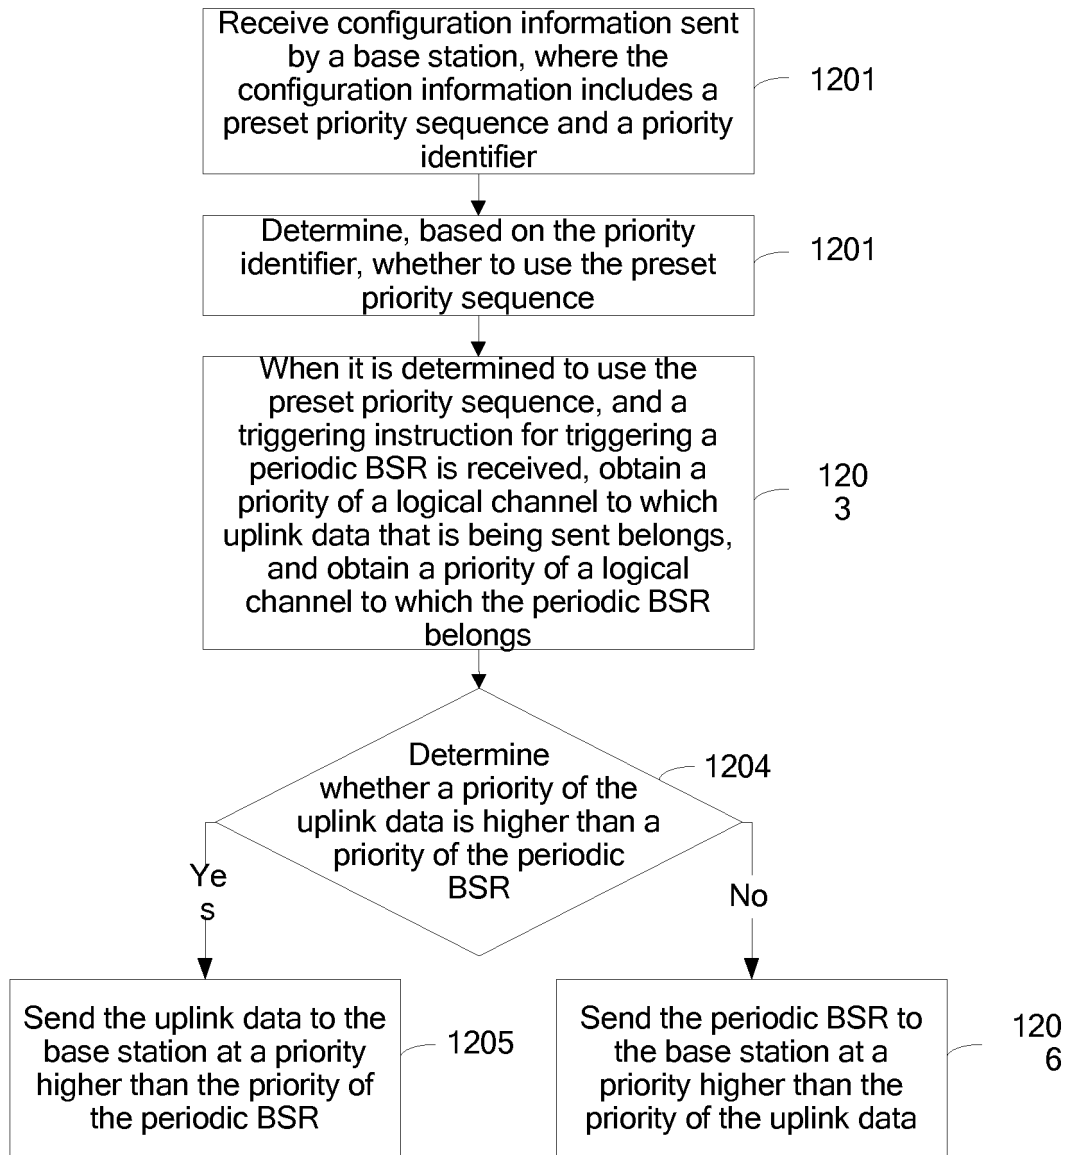 Receive configuration information sent
by a base station, where the
configuration information includes a
preset priority sequence and a priority
identifier
1201
Determine, based on the priority
identifier, whether to use the preset
priority sequence
1201
When it is determined to use the
preset priority sequence, and a
triggering instruction for triggering a
periodic BSR is received, obtain a
priority of a logical channel to which
uplink data that is being sent belongs,
and obtain a priority of a logical
channel to which the periodic BSR
belongs
120
3
Determine
whether a priority of the
uplink data is higher than a
priority of the periodic
BSR
1204
Ye
s
No
Send the uplink data to the
base station at a priority
higher than the priority of
the periodic BSR
1205
Send the periodic BSR to
the base station at a
priority higher than the
priority of the uplink data
120
6